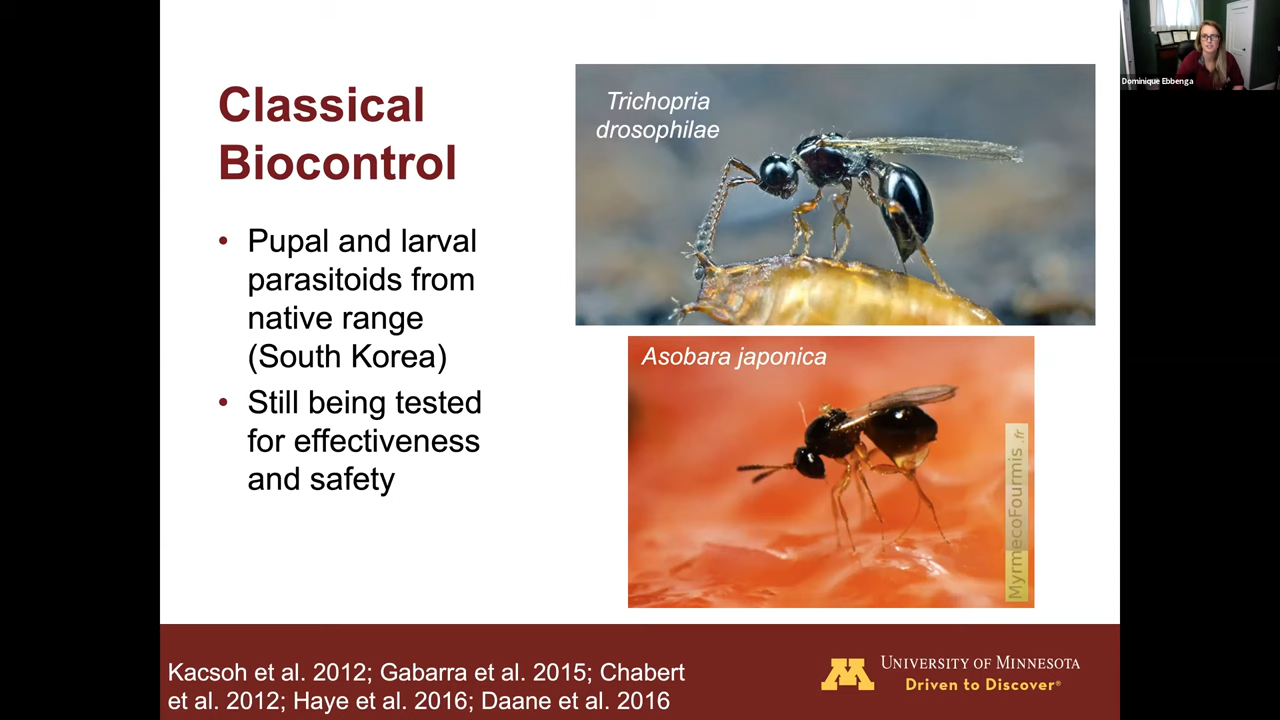 Classical
Biocontrol
• Pupal and larval
parasitoids from
native range
(South Korea)
• Still being tested
for effectiveness
and safety
Trichopria
drosophilae
Asobara japonica
MyrmecoFourmis.fr
Dominique Ebbenga
Kacsoh et al. 2012; Gabarra et al. 2015; Chabert
et al. 2012; Haye et al. 2016; Daane et al. 2016
M
UNIVERSITY OF MINNESOTA
Driven to Discover®